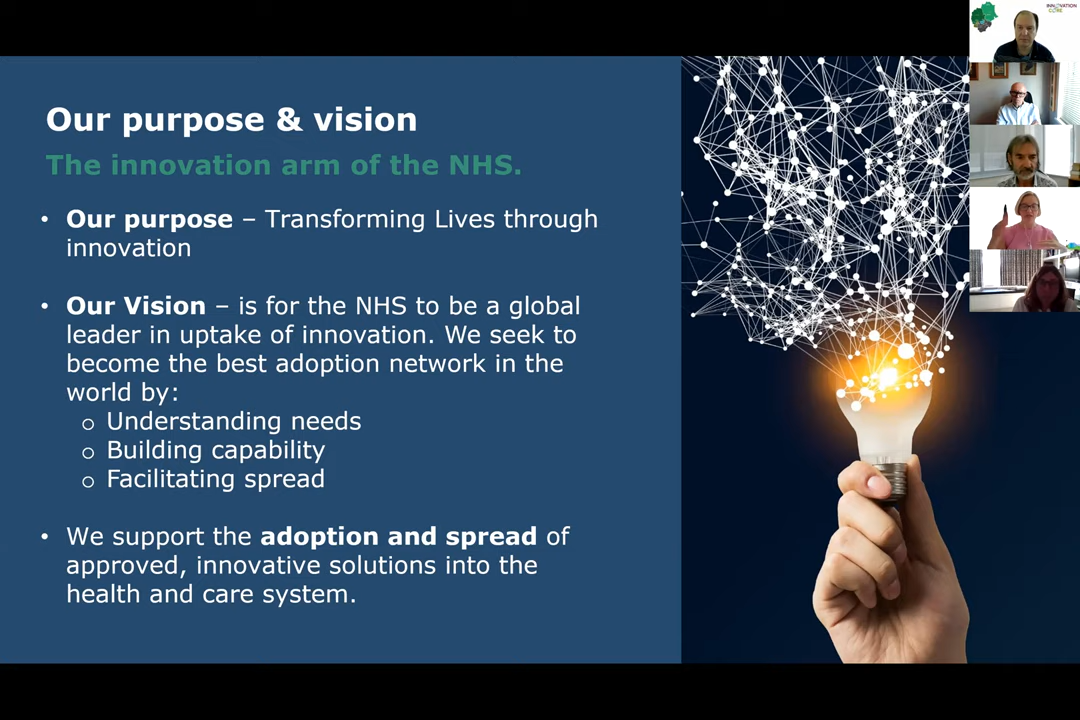 Our purpose & vision
The innovation arm of the NHS.
• Our purpose – Transforming Lives through
innovation
• Our Vision – is for the NHS to be a global
leader in uptake of innovation. We seek to
become the best adoption network in the
world by:
o Understanding needs
o Building capability
o Facilitating spread
• We support the adoption and spread of
approved, innovative solutions into the
health and care system.
INNOVATION